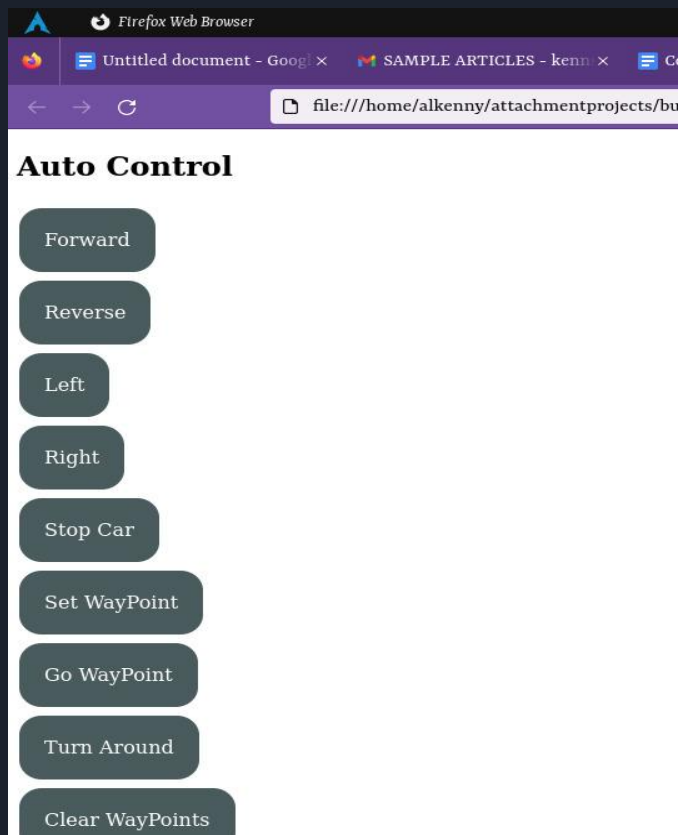 Firefox Web Browser
Untitled document - Googl SAMPLE ARTICLES - kenn Co
file:///home/alkenny/attachmentprojects/bu
Auto Control
Forward
Reverse
Left
Right
Stop Car
Set WayPoint
Go WayPoint
Turn Around
Clear WayPoints